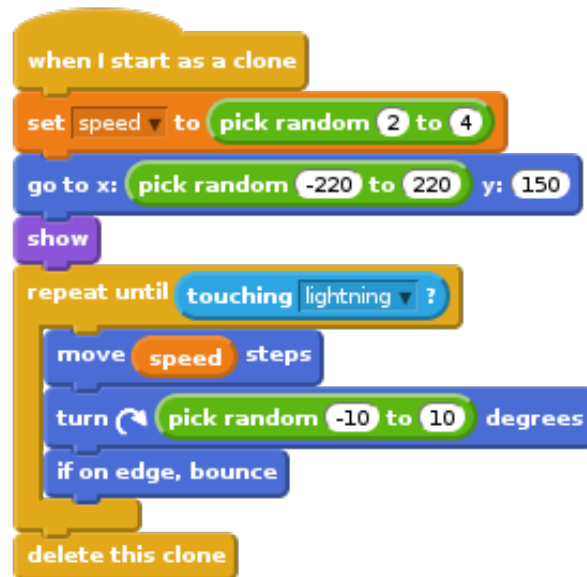 when I start as a clone
set speed to pick random 2 to 4
go to x: pick random -220 to 220 y: 150
show
repeat until touching lightning ?
move speed steps
turn pick random -10 to 10 degrees
if on edge, bounce
delete this clone